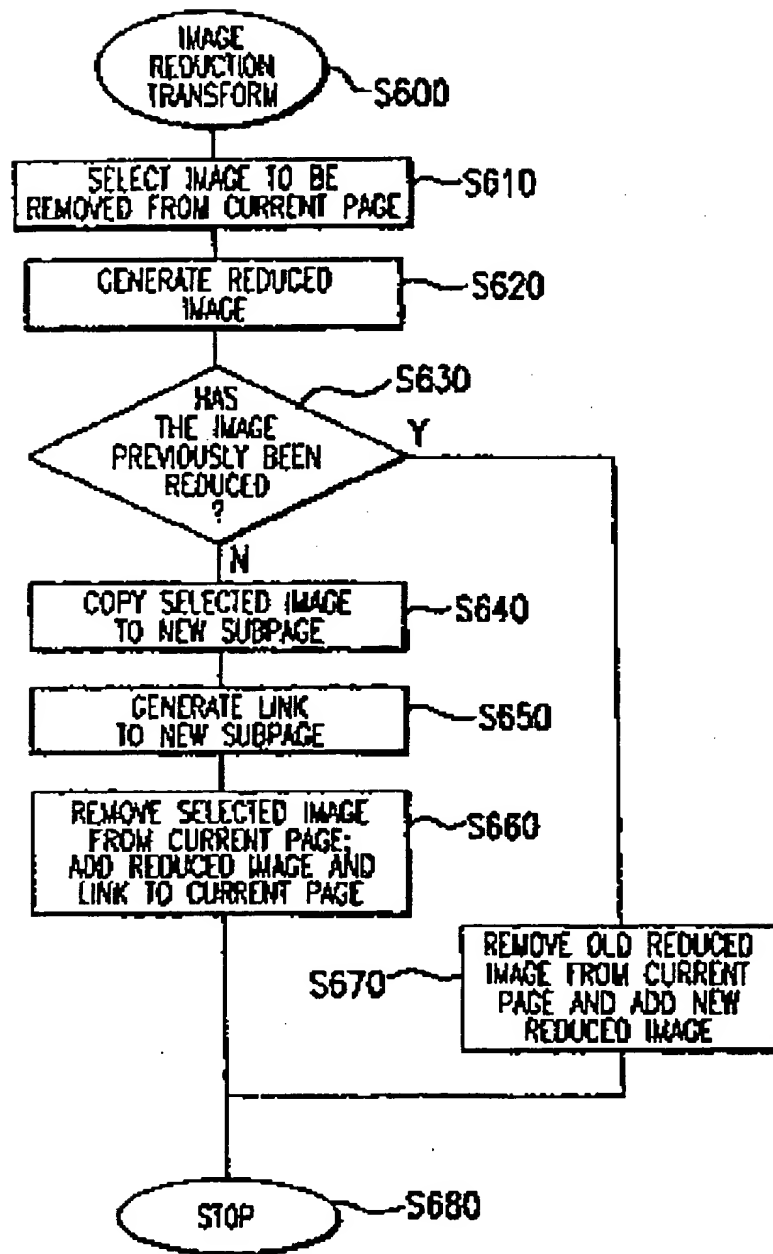 IMAGE
REDUCTION
TRANSFORM
S600
SELECT IMAGE TO BE
REMOVED FROM CURRENT PAGE
S610
GENERATE REDUCED
IMAGE
S620
S630
HAS
THE IMAGE
PREVIOUSLY BEEN
REDUCED
?
Y
N
COPY SELECTED IMAGE
TO NEW SUBPAGE
S640
GENERATE LINK
TO NEW SUBPAGE
S650
REMOVE SELECTED IMAGE
FROM CURRENT PAGE;
ADD REDUCED IMAGE AND
LINK TO CURRENT PAGE
S660
REMOVE OLD REDUCED
IMAGE FROM CURRENT
PAGE AND ADD NEW
REDUCED IMAGE
S670
STOP
S680